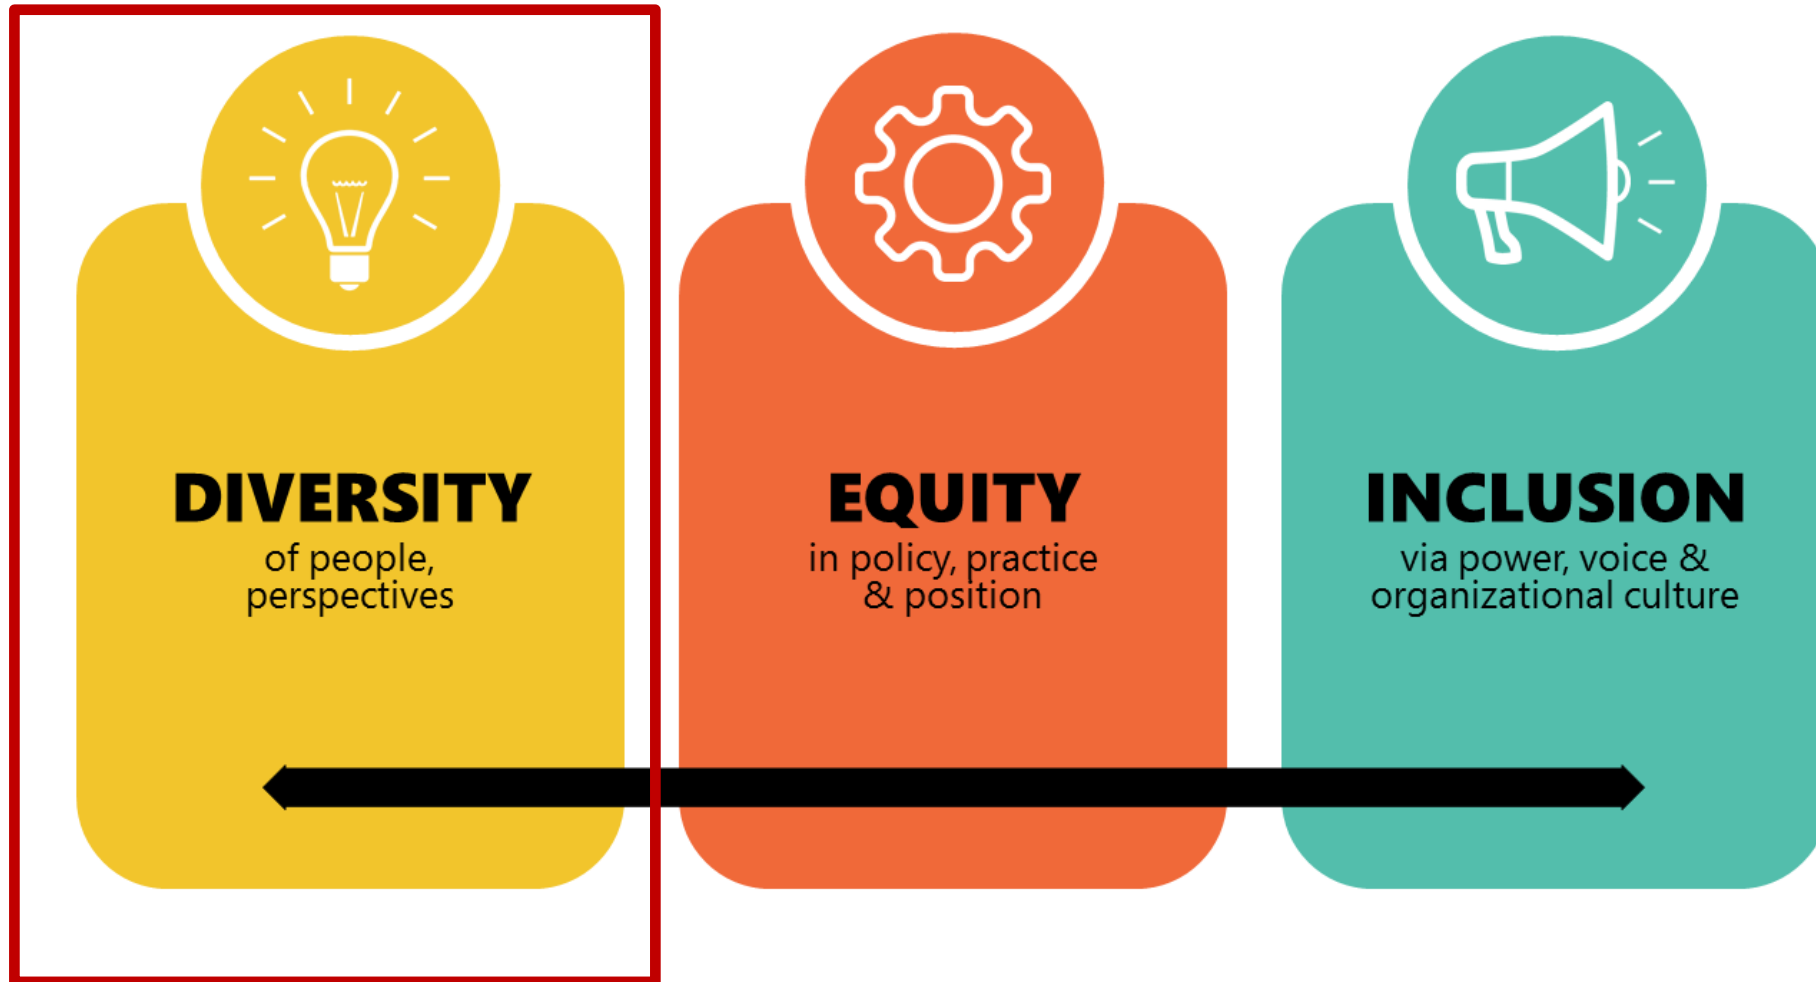 DIVERSITY
of people,
perspectives
EQUITY
in policy, practice
& position
INCLUSION
via power, voice &
organizational culture